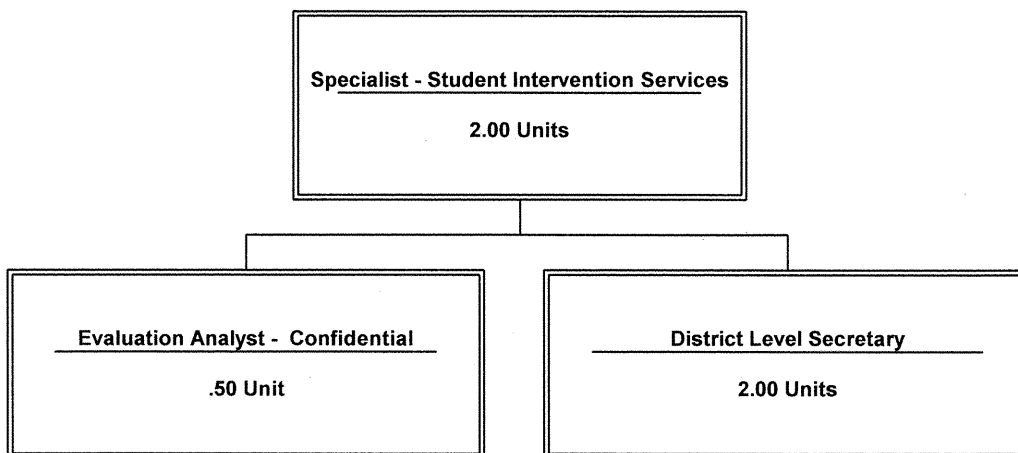 Specialist - Student Intervention Services
2.00 Units
Evaluation Analyst - Confidential
.50 Unit
District Level Secretary
2.00 Units